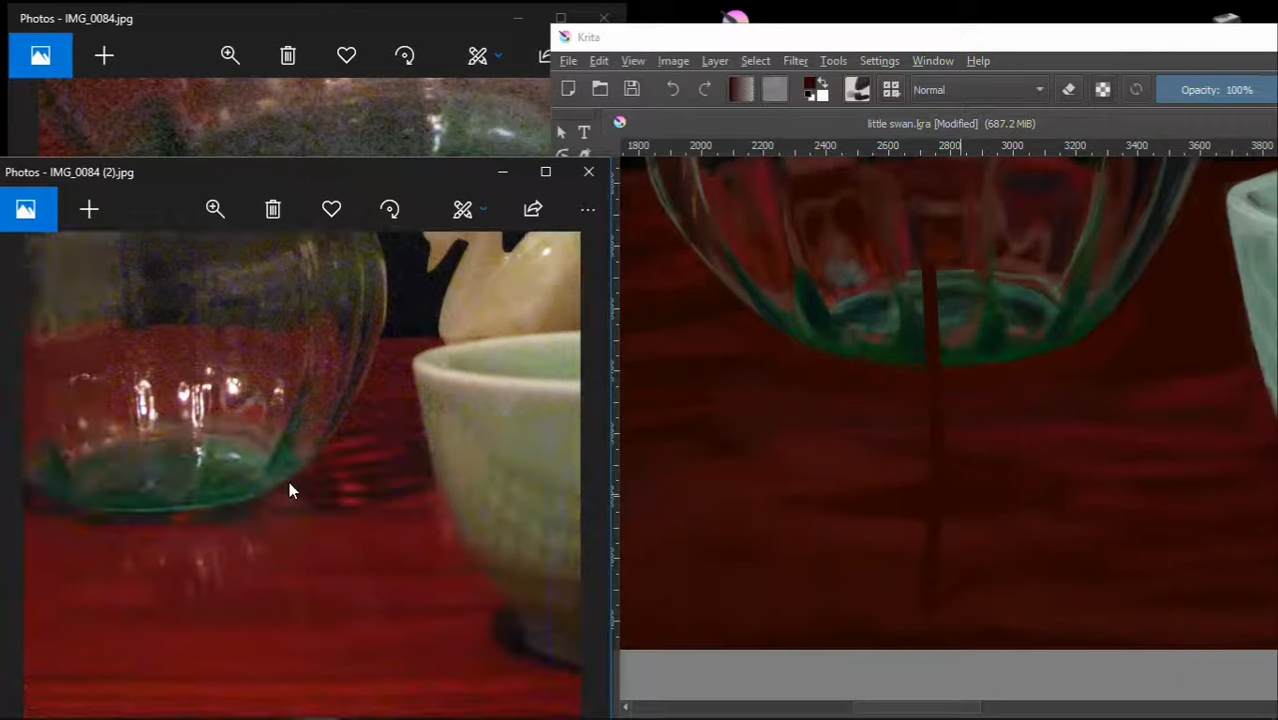 Photos - IMG_0084.jpg
Krita
File Edit View Image Layer Select Filter Tools Settings Window Help
Normal
Opacity: 100%
little swan.kra [Modified] (687.2 MiB)
1800 2000 2200 2400 2600 2800 3000 3200 3400 3600 3800
Photos - IMG_0084 (2).jpg